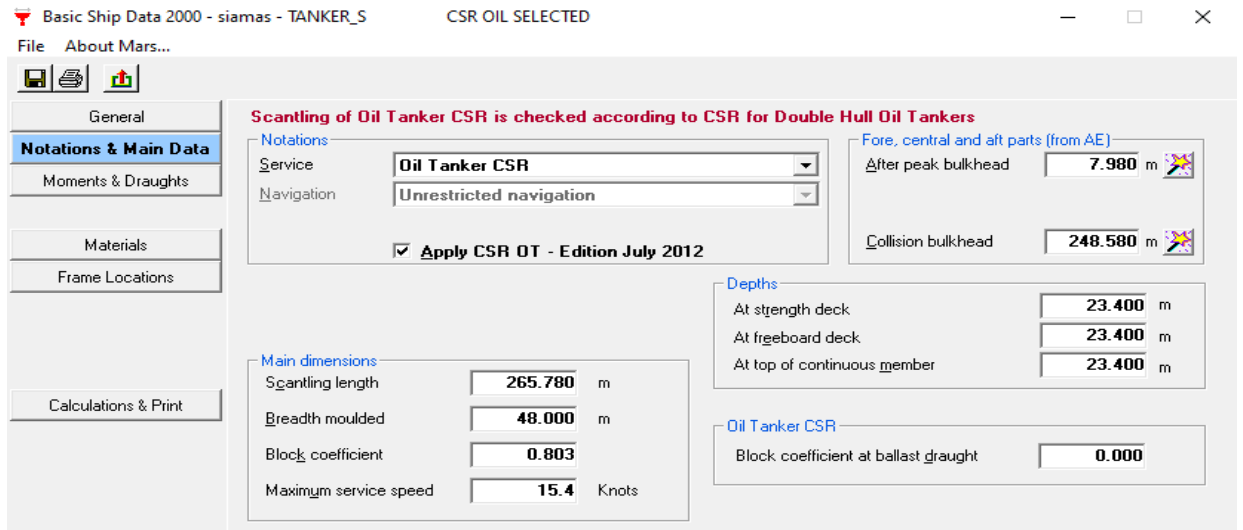 Basic Ship Data 2000 - siamas - TANKER_S CSR OIL SELECTED
File About Mars...
General
Notations & Main Data
Moments & Draughts
Materials
Frame Locations
Calculations & Print
Scantling of Oil Tanker CSR is checked according to CSR for Double Hull Oil Tankers
Notations
Service Oil Tanker CSR
Navigation Unrestricted navigation
Apply CSR OT - Edition July 2012
Fore, central and aft parts (from AE)
After peak bulkhead 7.980 m
Collision bulkhead 248.580 m
Depths
At strength deck 23.400 m
At freeboard deck 23.400 m
At top of continuous member 23.400 m
Main dimensions
Scantling length 265.780 m
Breadth moulded 48.000 m
Block coefficient 0.803
Maximum service speed 15.4 Knots
Oil Tanker CSR
Block coefficient at ballast draught 0.000